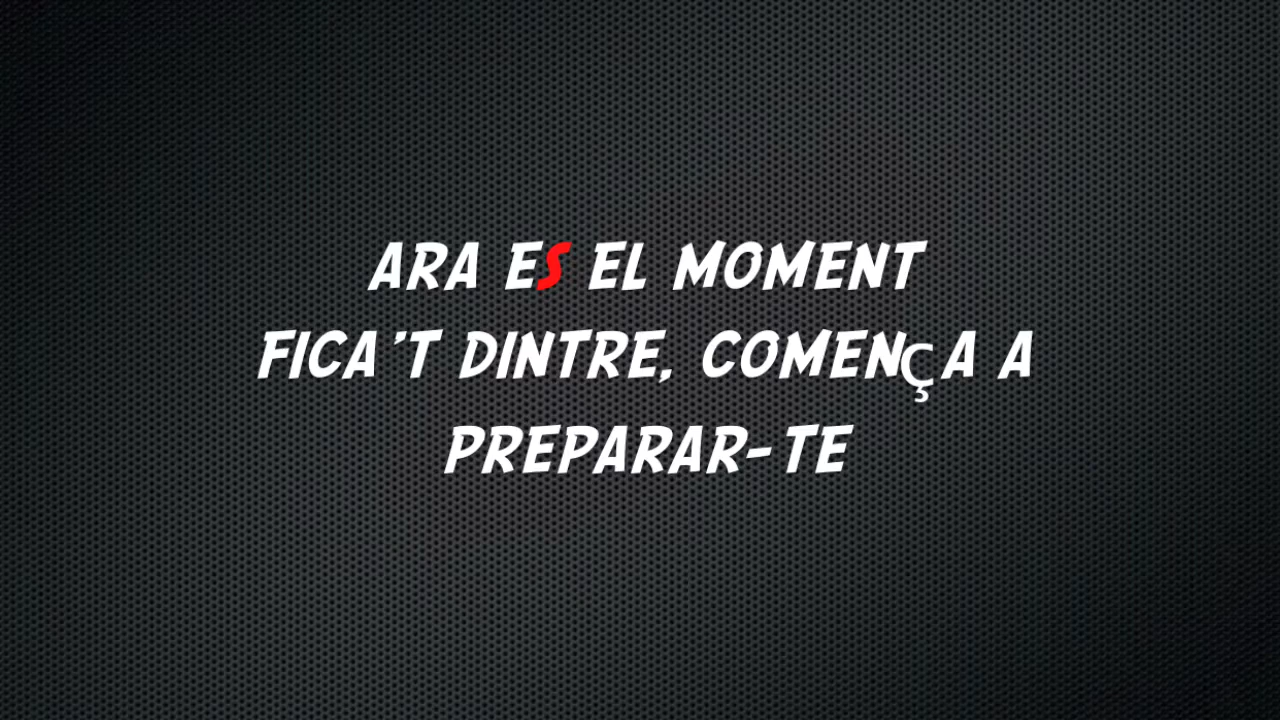 ARA ES EL MOMENT
FICA'T DINTRE, COMENÇA A
PREPARAR-TE